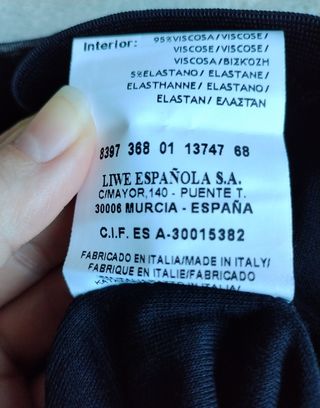 Interior: 95%VISCOSA/VISCOSE/
VISCOSE/VISCOSE/
VISCOSA/ΒΙΣΚΟΖΗ
5%ELASTANO/ELASTANE/
ELASTHANNE/ELASTAN/
ELASTAN/ΕΛΑΣΤΑΝ
8397 368 01 13747 68
LIWE ESPAÑOLA S.A.
C/MAYOR,140 - PUENTE T.
30006 MURCIA - ESPAÑA
C.I.F. ES A-30015382
FABRICADO EN ITALIA/MADE IN ITALY/
FABRIQUE EN ITALIE/FABRICADO